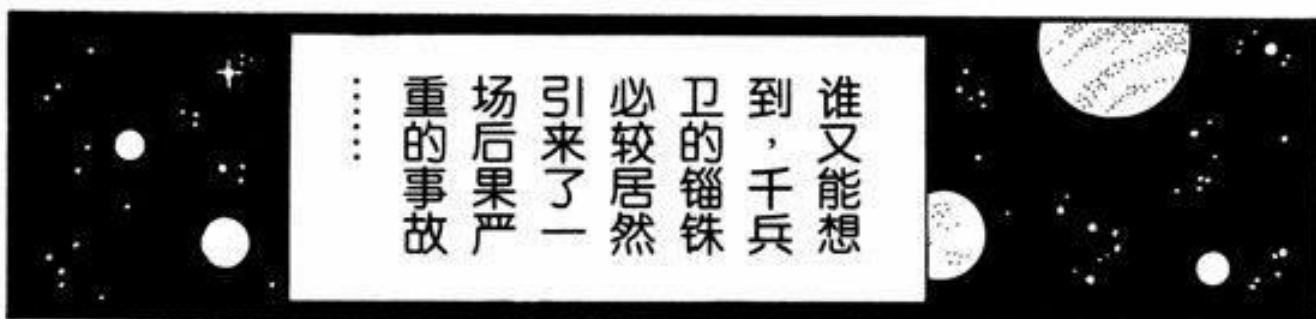 谁又能想
到，千兵
卫的锱铢
必较居然
引来了一
场后果严
重的事故
……